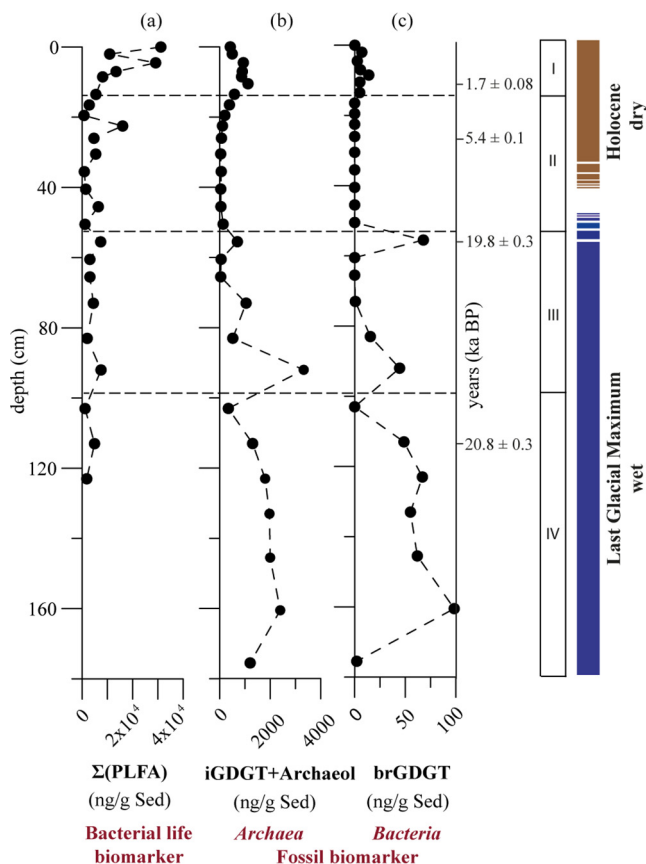 (a)
(b)
(c)
0
40
80
120
160
depth (cm)
1.7 ± 0.08
5.4 ± 0.1
19.8 ± 0.3
20.8 ± 0.3
years (ka BP)
I
II
III
IV
Holocene
dry
Last Glacial Maximum
wet
0
2x10⁴
4x10⁴
0
2000
4000
0
50
100
Σ(PLFA)
(ng/g Sed)
Bacterial life
biomarker
iGDGT+Archaeol
(ng/g Sed)
Archaea
brGDGT
(ng/g Sed)
Bacteria
Fossil biomarker